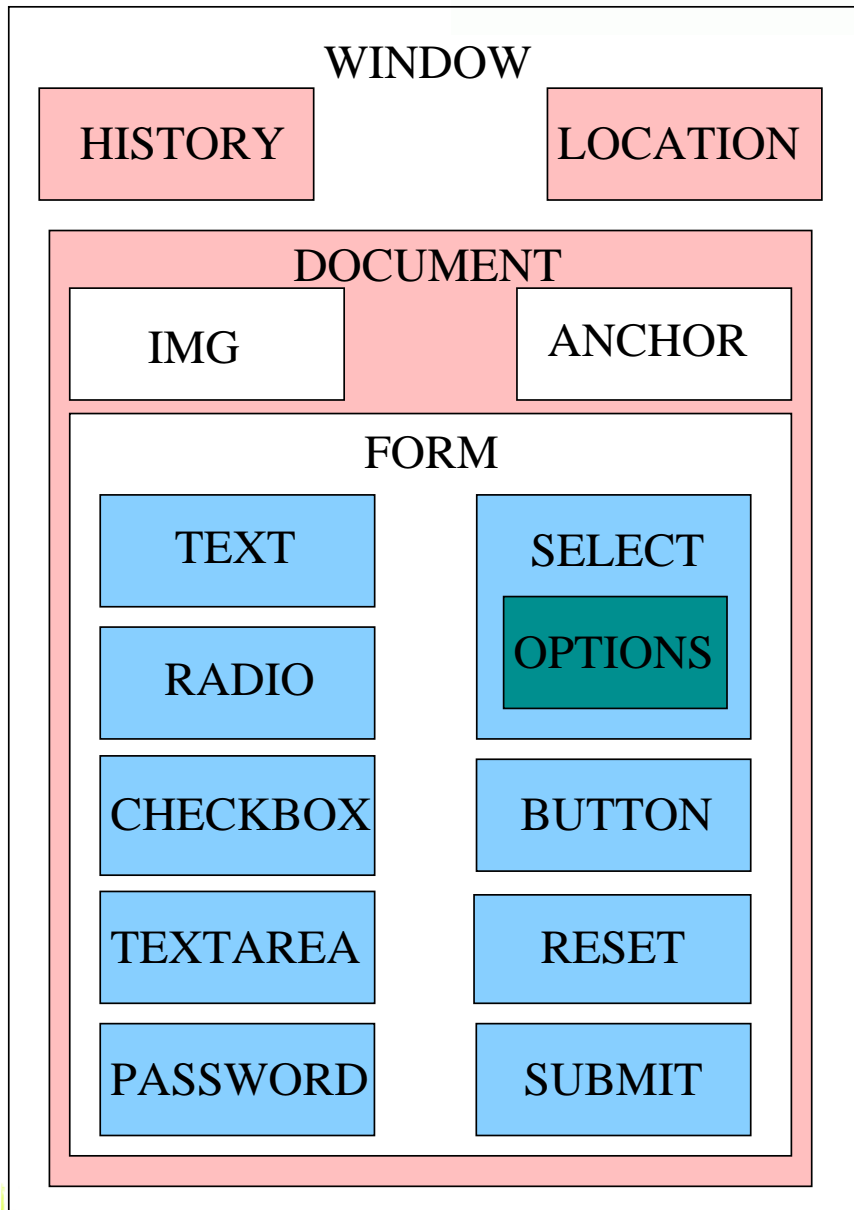 WINDOW
HISTORY
LOCATION
DOCUMENT
IMG
ANCHOR
FORM
TEXT
SELECT
OPTIONS
RADIO
CHECKBOX
BUTTON
TEXTAREA
RESET
PASSWORD
SUBMIT